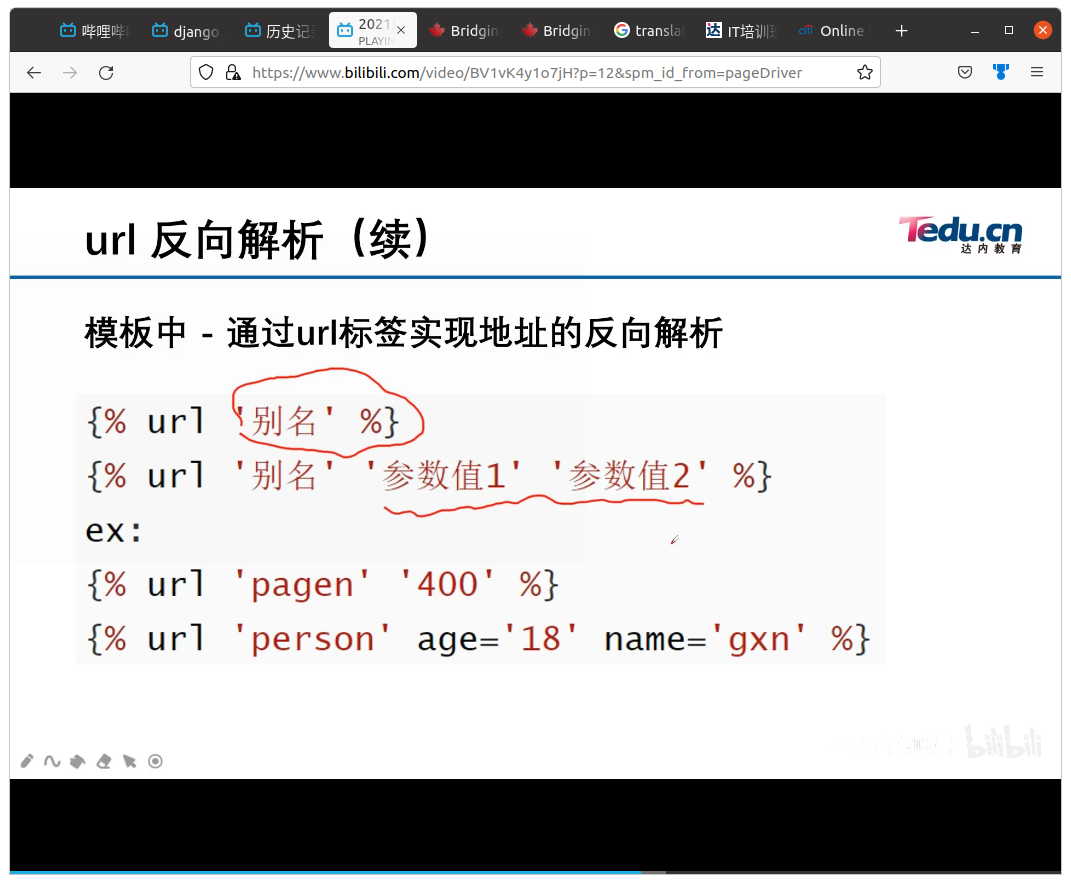 哔哩哔哩
django
历史记
2021
PLAYIN
Bridgin
Bridgin
translat
IT培训班
citi Online
https://www.bilibili.com/video/BV1vK4y1o7jH?p=12&spm_id_from=pageDriver
url 反向解析（续）
Tedu.cn
达内教育
模板中 - 通过url标签实现地址的反向解析
{% url '别名' %}
{% url '别名' '参数值1' '参数值2' %}
ex:
{% url 'pagen' '400' %}
{% url 'person' age='18' name='gxn' %}
bilibili